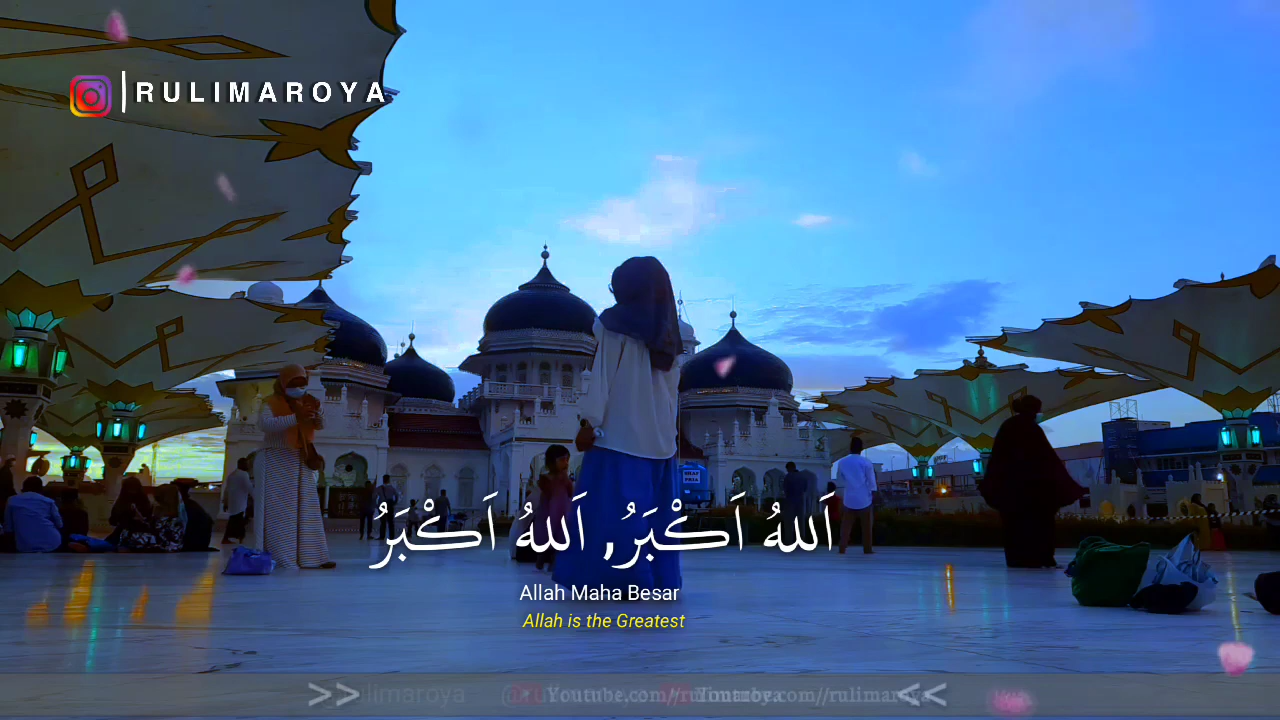 RULIMAROYA
اَللهُ اَكْبَرُ, اَللهُ اَكْبَرُ
Allah Maha Besar
Allah is the Greatest